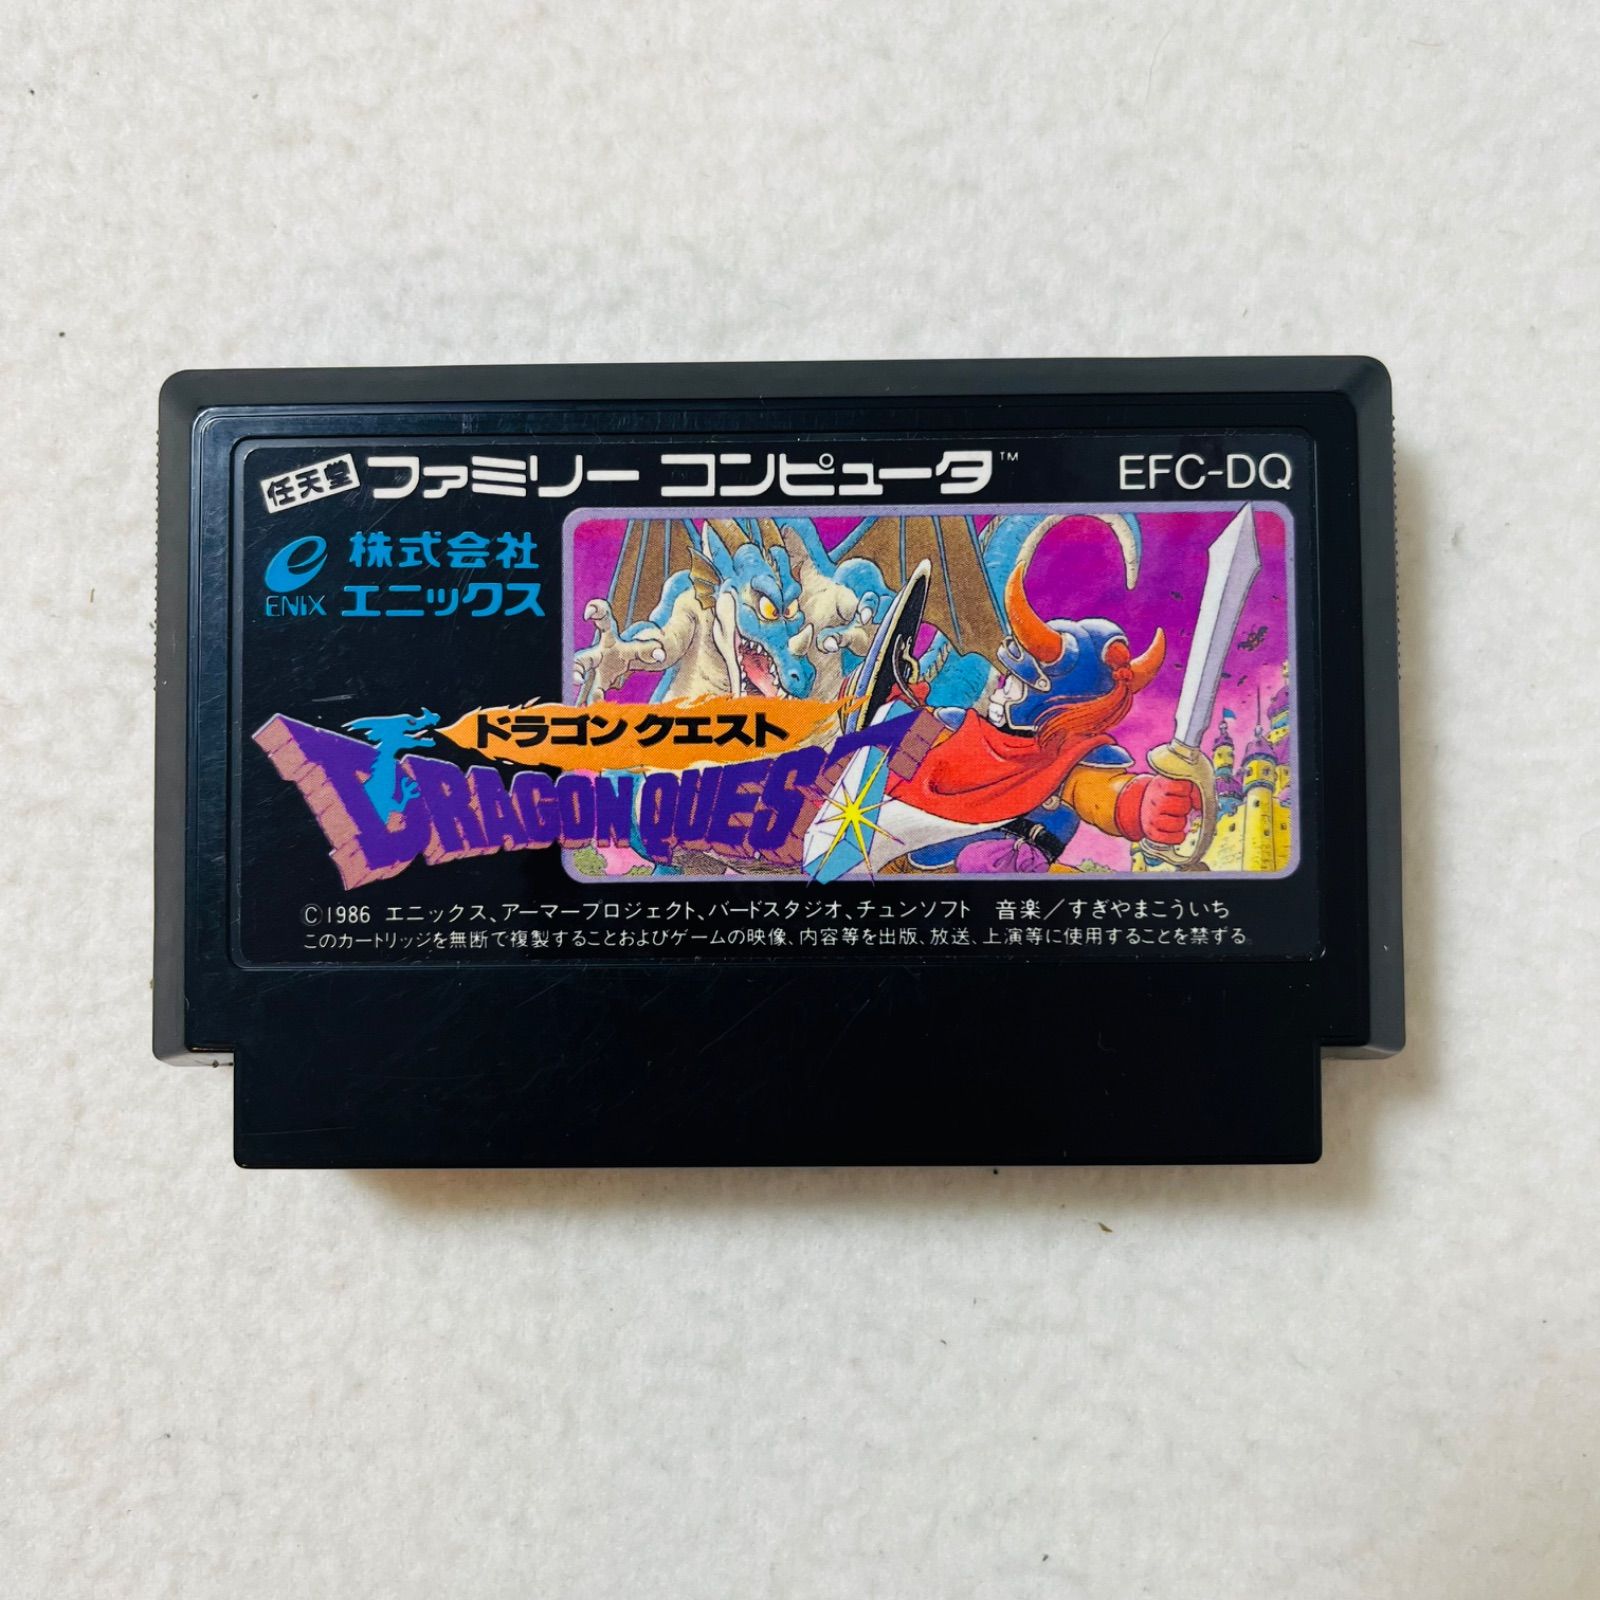 任天堂 ファミリー コンピュータ™ EFC-DQ
株式会社
ENIX エニックス
ドラゴンクエスト
DRAGON QUEST
©1986 エニックス、アーマープロジェクト、バードスタジオ、チュンソフト 音楽／すぎやまこういち
このカートリッジを無断で複製することおよびゲームの映像、内容等を出版、放送、上演等に使用することを禁ずる。